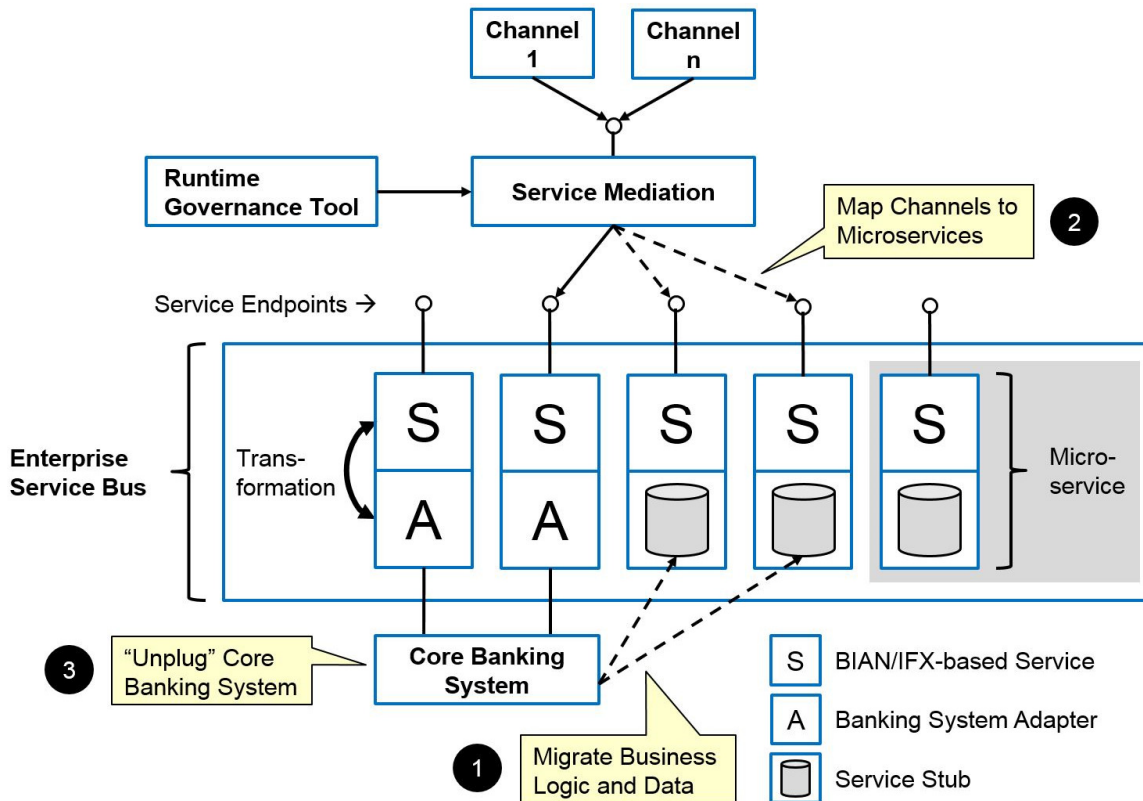 Channel
1
Channel
n
Runtime
Governance Tool
Service Mediation
Map Channels to
Microservices
2
Service Endpoints →
Enterprise
Service Bus
Trans-
formation
S
S
S
S
S
A
A
Micro-
service
3
“Unplug” Core
Banking System
Core Banking
System
1
Migrate Business
Logic and Data
S
BIAN/IFX-based Service
A
Banking System Adapter
Service Stub